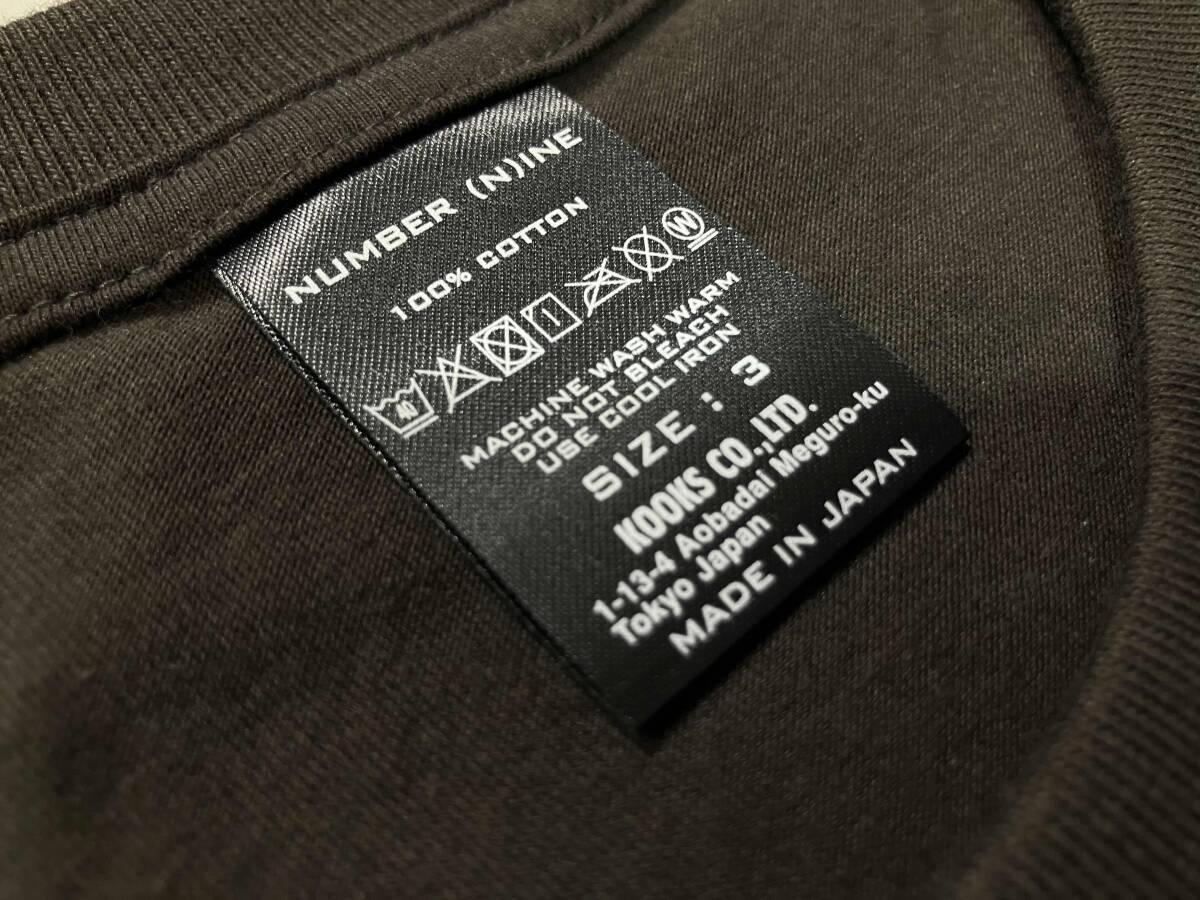 NUMBER (N)INE
100% COTTON
40 1 W
MACHINE WASH WARM
DO NOT BLEACH
USE COOL IRON
SIZE : 3
KOOKS CO.,LTD.
1-13-4 Aobadai Meguro-ku
Tokyo Japan
MADE IN JAPAN